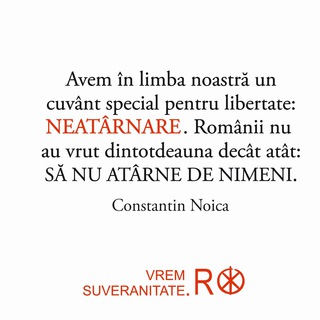 Avem în limba noastră un
cuvânt special pentru libertate:
NEATÂRNARE. Românii nu
au vrut dintotdeauna decât atât:
SĂ NU ATÂRNE DE NIMENI.
Constantin Noica
VREM
SUVERANITATE.RO